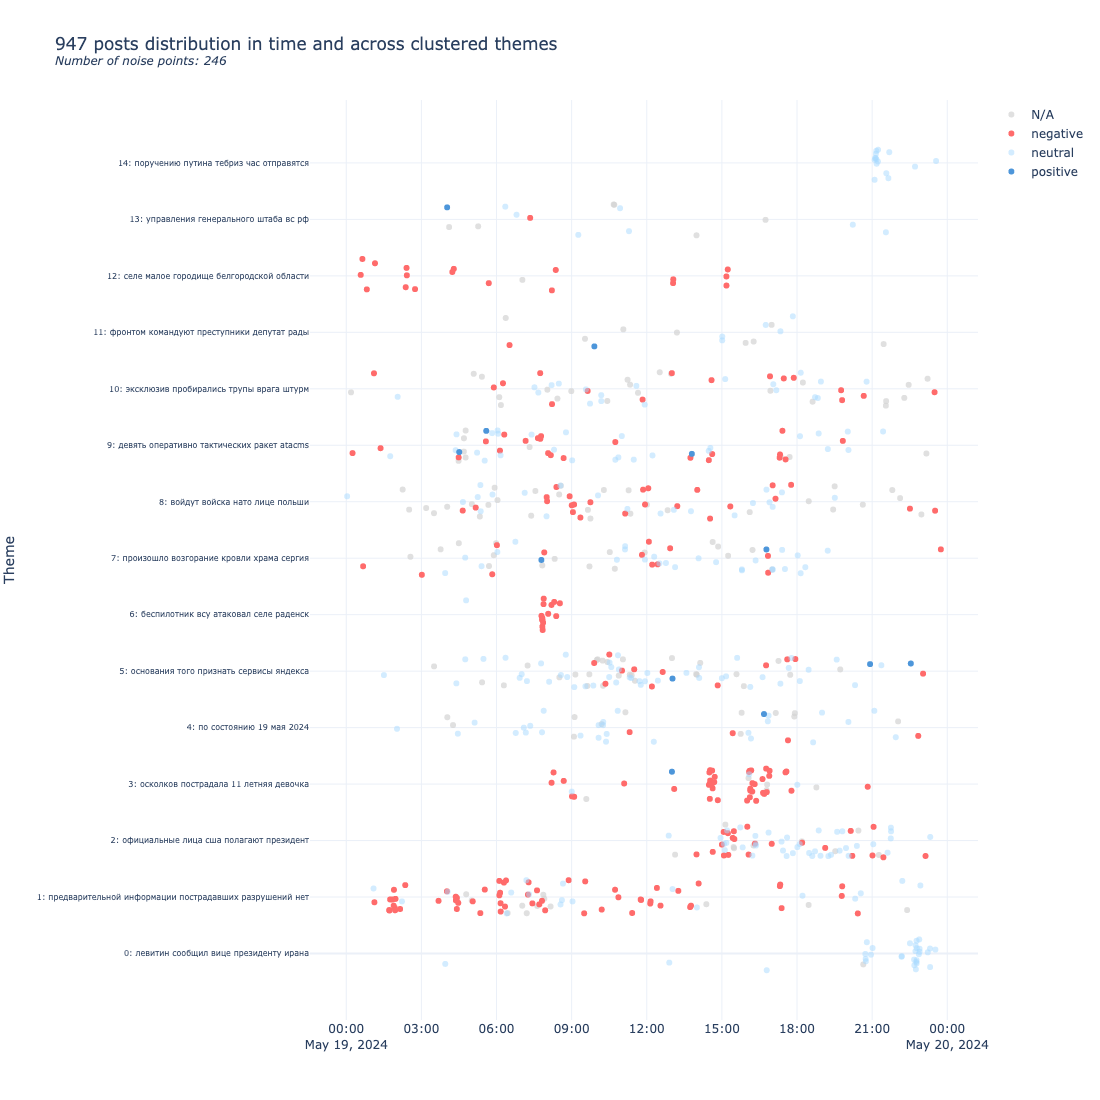 947 posts distribution in time and across clustered themes
Number of noise points: 246
N/A
negative
neutral
positive
Theme
14: поручению путина тебриз час отправятся
13: управления генерального штаба вс рф
12: селе малое городище белгородской области
11: фронтом командуют преступники депутат рады
10: эксклюзив пробирались трупы врага штурм
9: девять оперативно тактических ракет atacms
8: войдут войска нато лице польши
7: произошло возгорание кровли храма сергия
6: беспилотник всу атаковал селе раденск
5: основания того признать сервисы яндекса
4: по состоянию 19 мая 2024
3: осколков пострадала 11 летняя девочка
2: официальные лица сша полагают президент
1: предварительной информации пострадавших разрушений нет
0: левитин сообщил вице президенту ирана
00:00 03:00 06:00 09:00 12:00 15:00 18:00 21:00 00:00
May 19, 2024 May 20, 2024